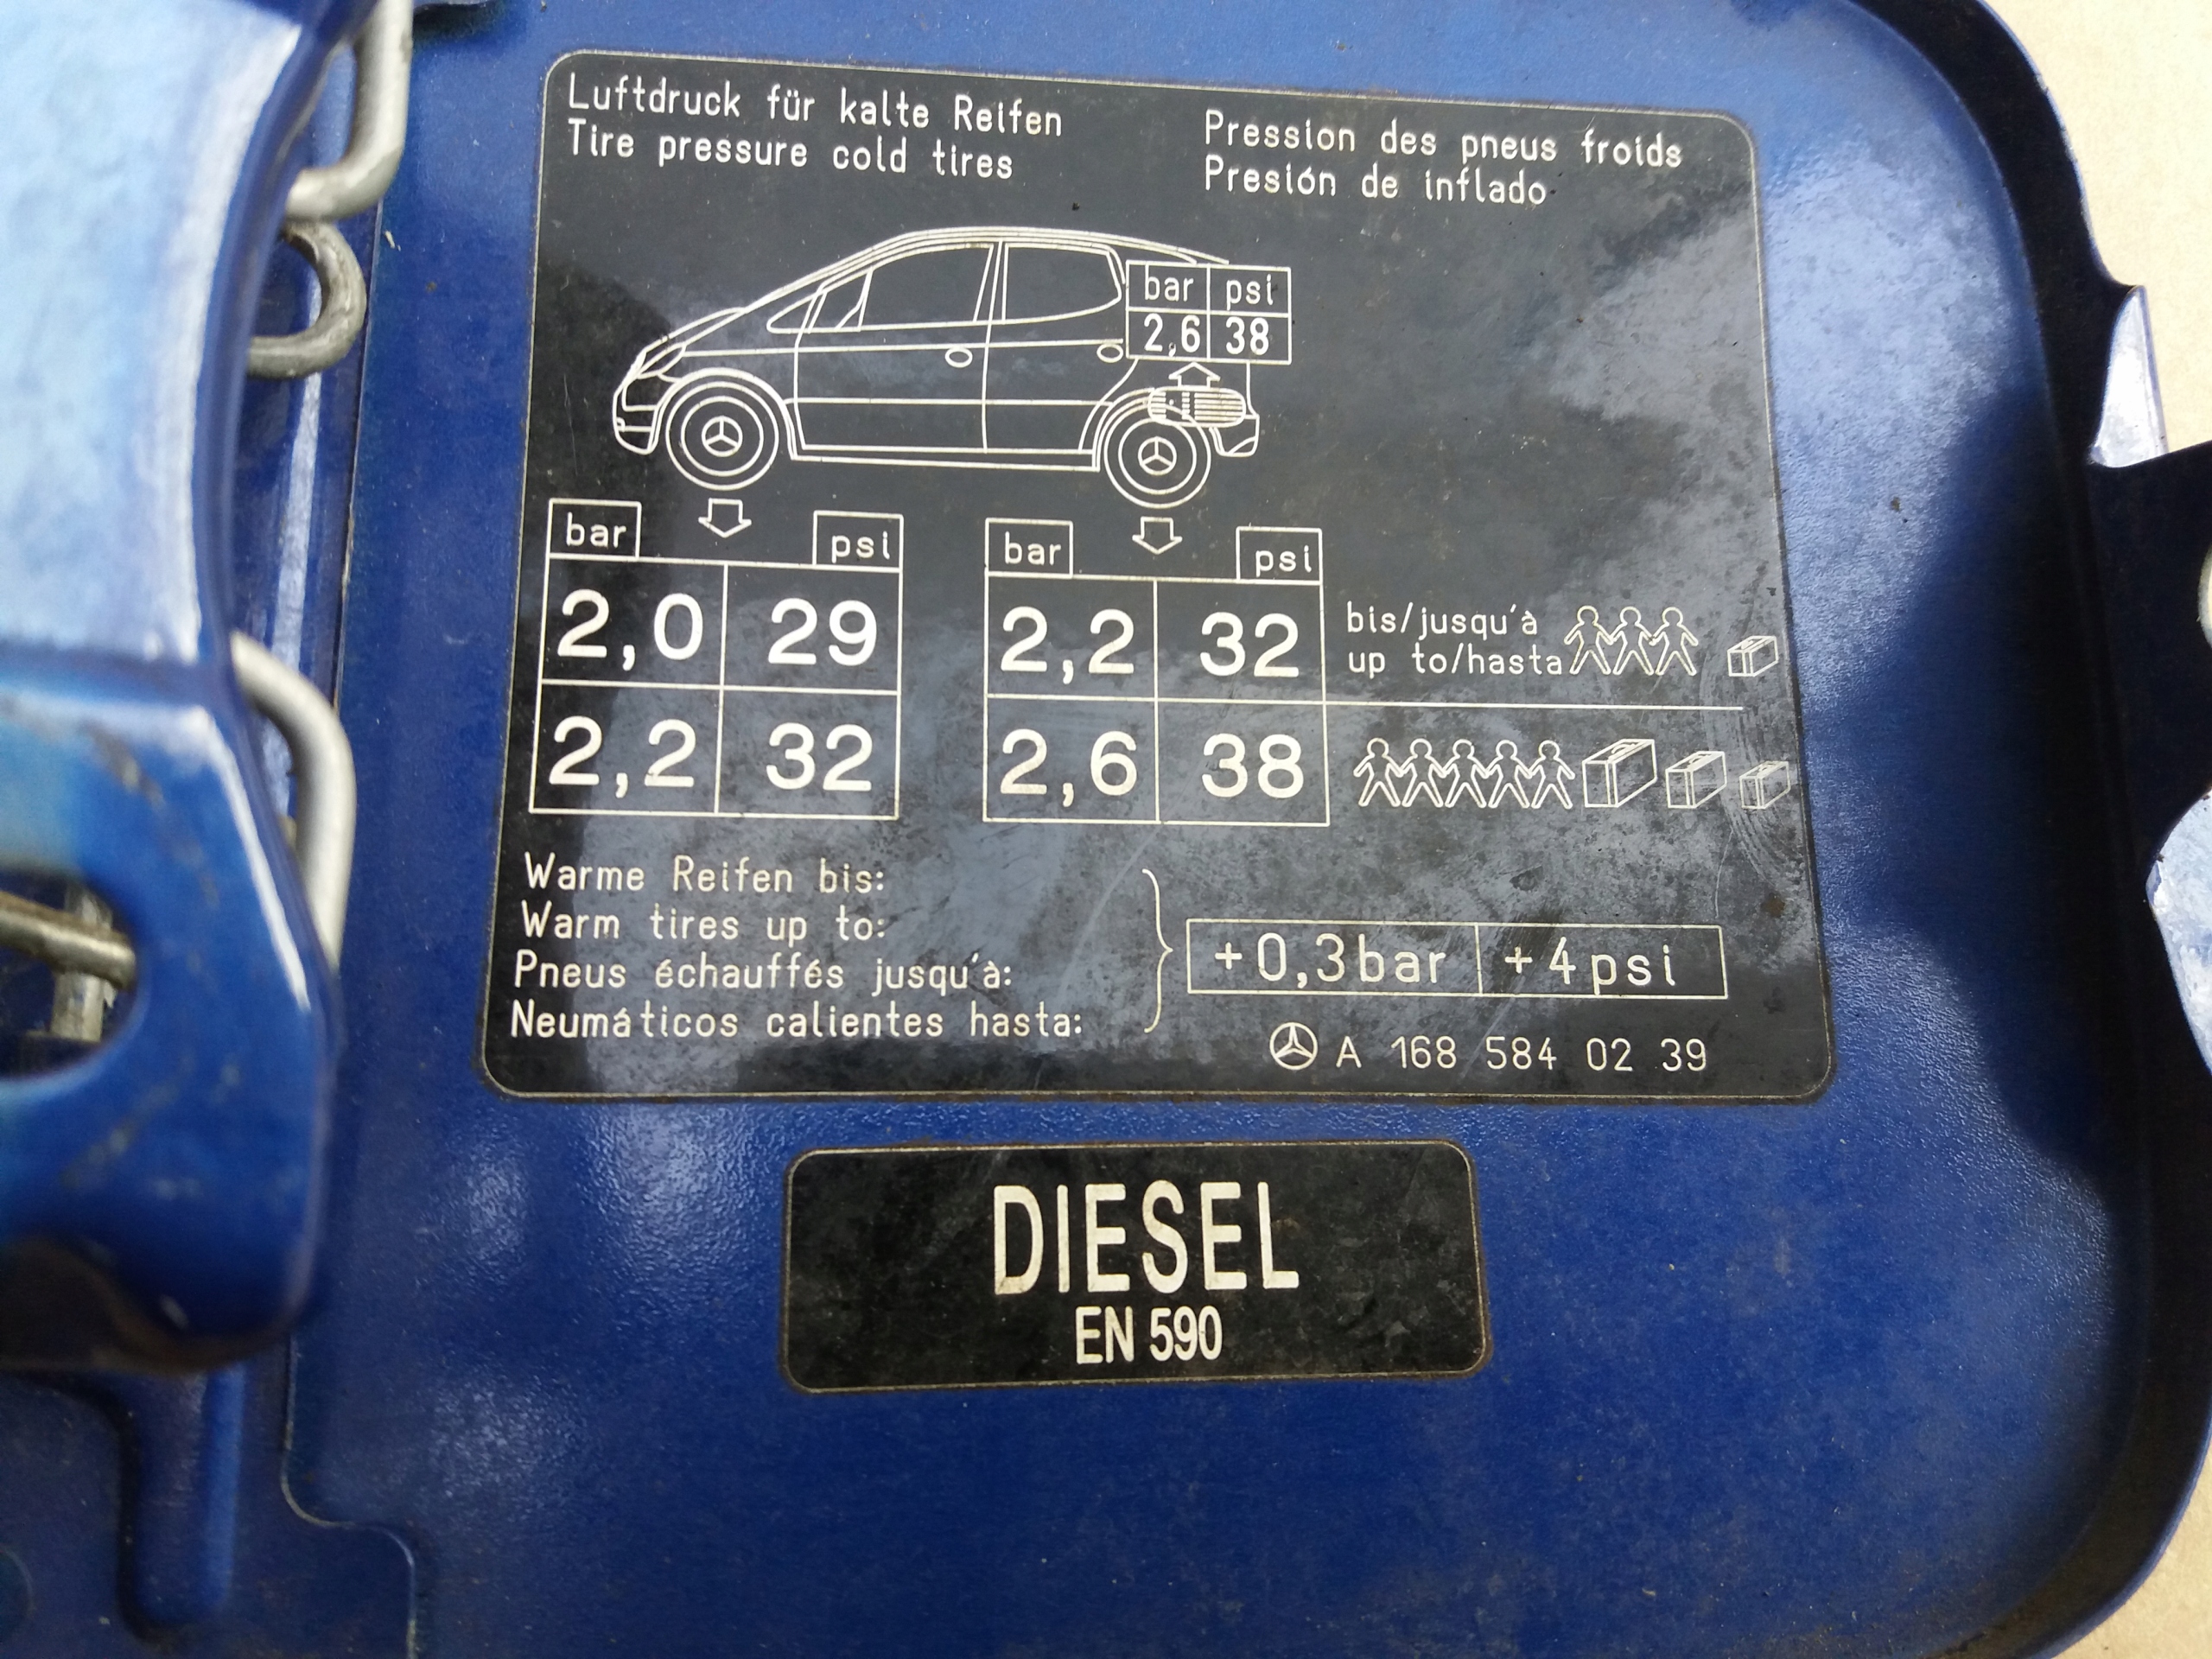 Luftdruck für kalte Reifen
Tire pressure cold tires
Pression des pneus froids
Presión de inflado
bar psi
2,6 38
bar psi
2,0 29
2,2 32
bar psi
2,2 32
2,6 38
bis/jusqu'à
up to/hasta
Warme Reifen bis:
Warm tires up to:
Pneus échauffés jusqu'à:
Neumáticos calientes hasta:
+0,3bar +4psi
A 168 584 02 39
DIESEL
EN 590